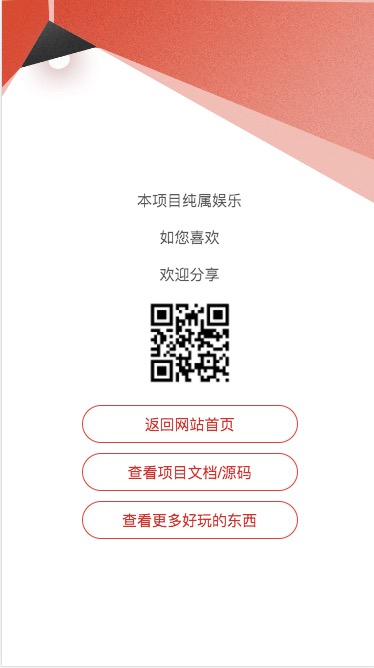 本项目纯属娱乐
如您喜欢
欢迎分享
返回网站首页
查看项目文档/源码
查看更多好玩的东西